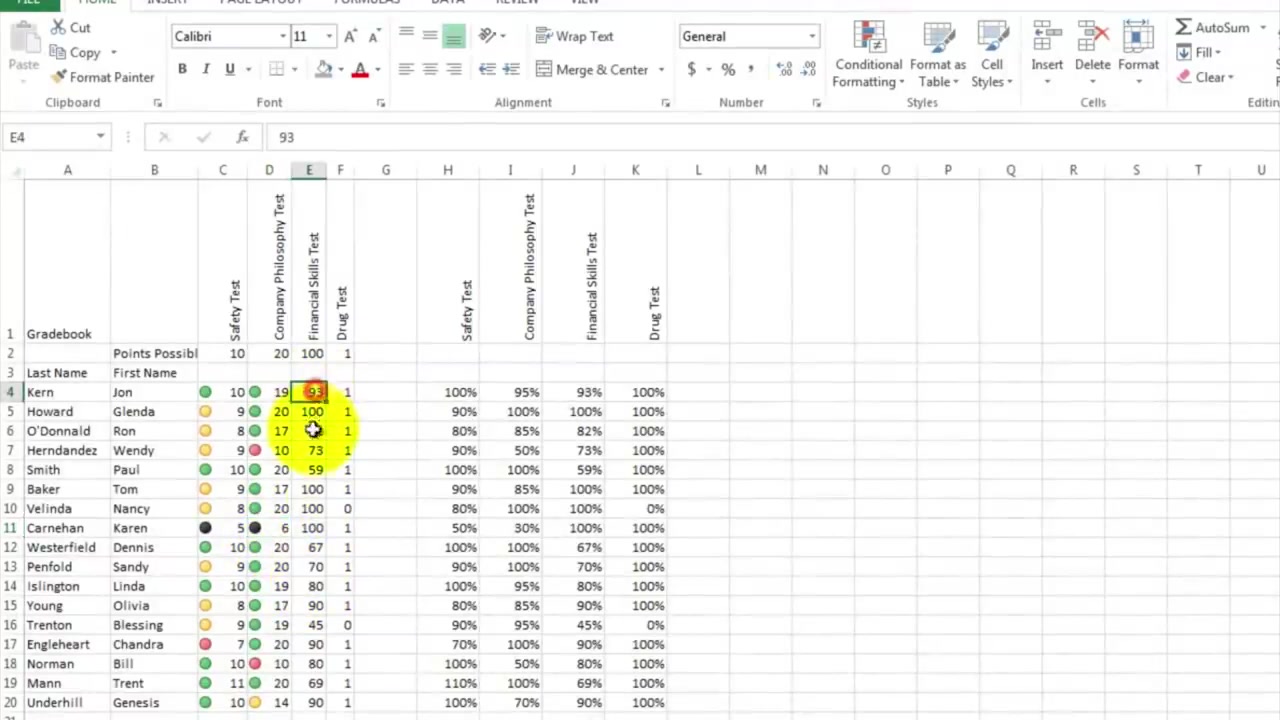 FILE HOME INSERT PAGE LAYOUT FORMULAS DATA REVIEW VIEW
Cut
Copy
Format Painter
Paste
Clipboard
Calibri 11
B I U
Font
Wrap Text
Merge & Center
Alignment
General
$ % ,
Number
Conditional Formatting
Format as Table
Cell Styles
Styles
Insert Delete Format
Cells
AutoSum
Fill
Clear
E4 fx 93
A B C D E F G H I J K L M N O P Q R S T U
1 Gradebook Safety Test Company Philosophy Test Financial Skills Test Drug Test Safety Test Company Philosophy Test Financial Skills Test Drug Test
2 Points Possibl 10 20 100 1
3 Last Name First Name
4 Kern Jon 10 19 93 1 100% 95% 93% 100%
5 Howard Glenda 9 20 100 1 90% 100% 100% 100%
6 O'Donnald Ron 8 17 1 80% 85% 82% 100%
7 Herndandez Wendy 9 10 73 1 90% 50% 73% 100%
8 Smith Paul 10 20 59 1 100% 100% 59% 100%
9 Baker Tom 9 17 100 1 90% 85% 100% 100%
10 Velinda Nancy 8 20 100 0 80% 100% 100% 0%
11 Carnehan Karen 5 6 100 1 50% 30% 100% 100%
12 Westerfield Dennis 10 20 67 1 100% 100% 67% 100%
13 Penfold Sandy 9 20 70 1 90% 100% 70% 100%
14 Islington Linda 10 19 80 1 100% 95% 80% 100%
15 Young Olivia 8 17 90 1 80% 85% 90% 100%
16 Trenton Blessing 9 19 45 0 90% 95% 45% 0%
17 Engleheart Chandra 7 20 90 1 70% 100% 90% 100%
18 Norman Bill 10 10 80 1 100% 50% 80% 100%
19 Mann Trent 11 20 69 1 110% 100% 69% 100%
20 Underhill Genesis 10 14 90 1 100% 70% 90% 100%